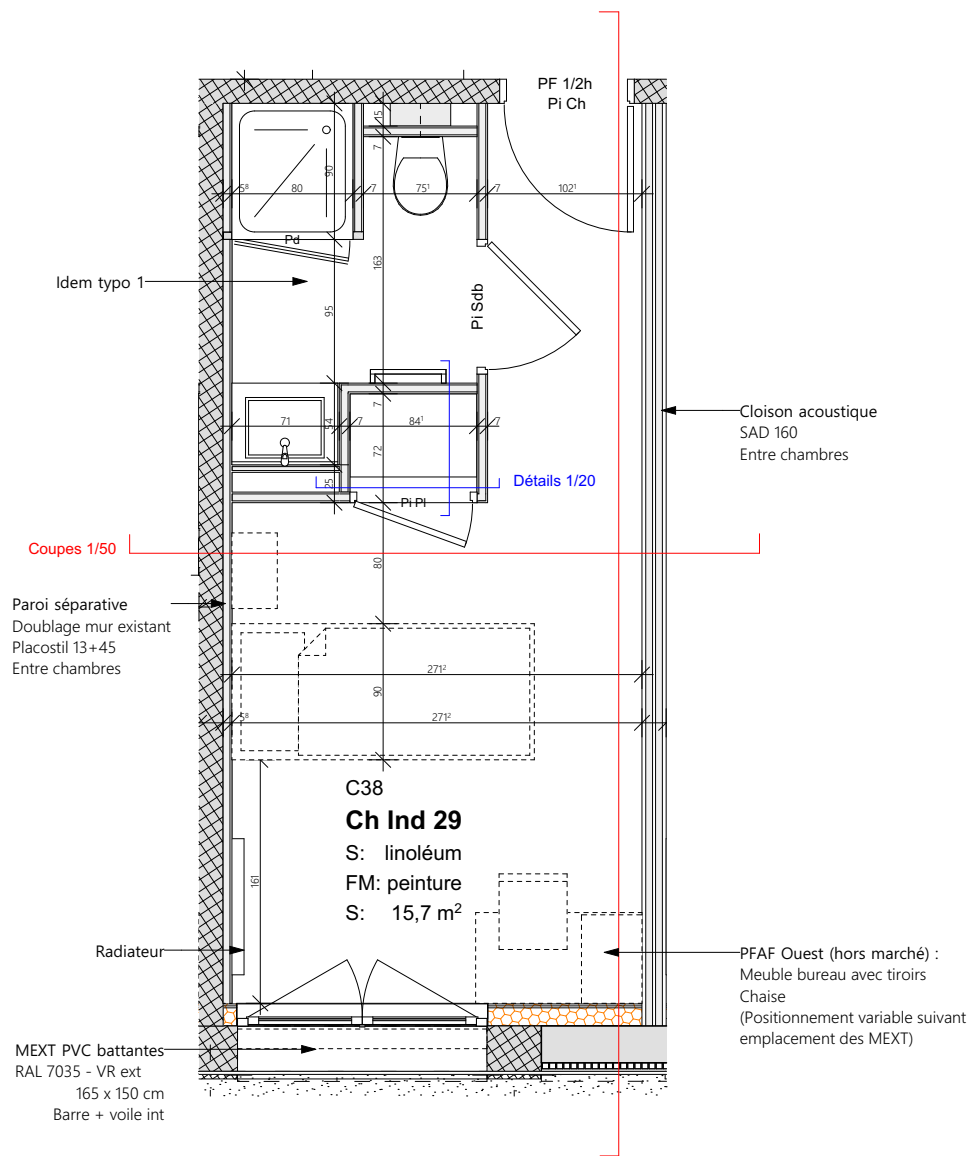 PF 1/2h
Pi Ch
15
7
90
5⁸
80
7
75¹
7
102¹
Pd
163
Idem typo 1
Pi Sdb
95
7
71
54
7
84¹
7
72
25
Cloison acoustique
SAD 160
Entre chambres
Détails 1/20
Pi Pl
Coupes 1/50
80
Paroi séparative
Doublage mur existant
Placostil 13+45
Entre chambres
271²
90
5⁸
271²
C38
Ch Ind 29
S: linoléum
FM: peinture
S: 15,7 m²
161
Radiateur
PFAF Ouest (hors marché) :
Meuble bureau avec tiroirs
Chaise
(Positionnement variable suivant
emplacement des MEXT)
MEXT PVC battantes
RAL 7035 - VR ext
165 x 150 cm
Barre + voile int